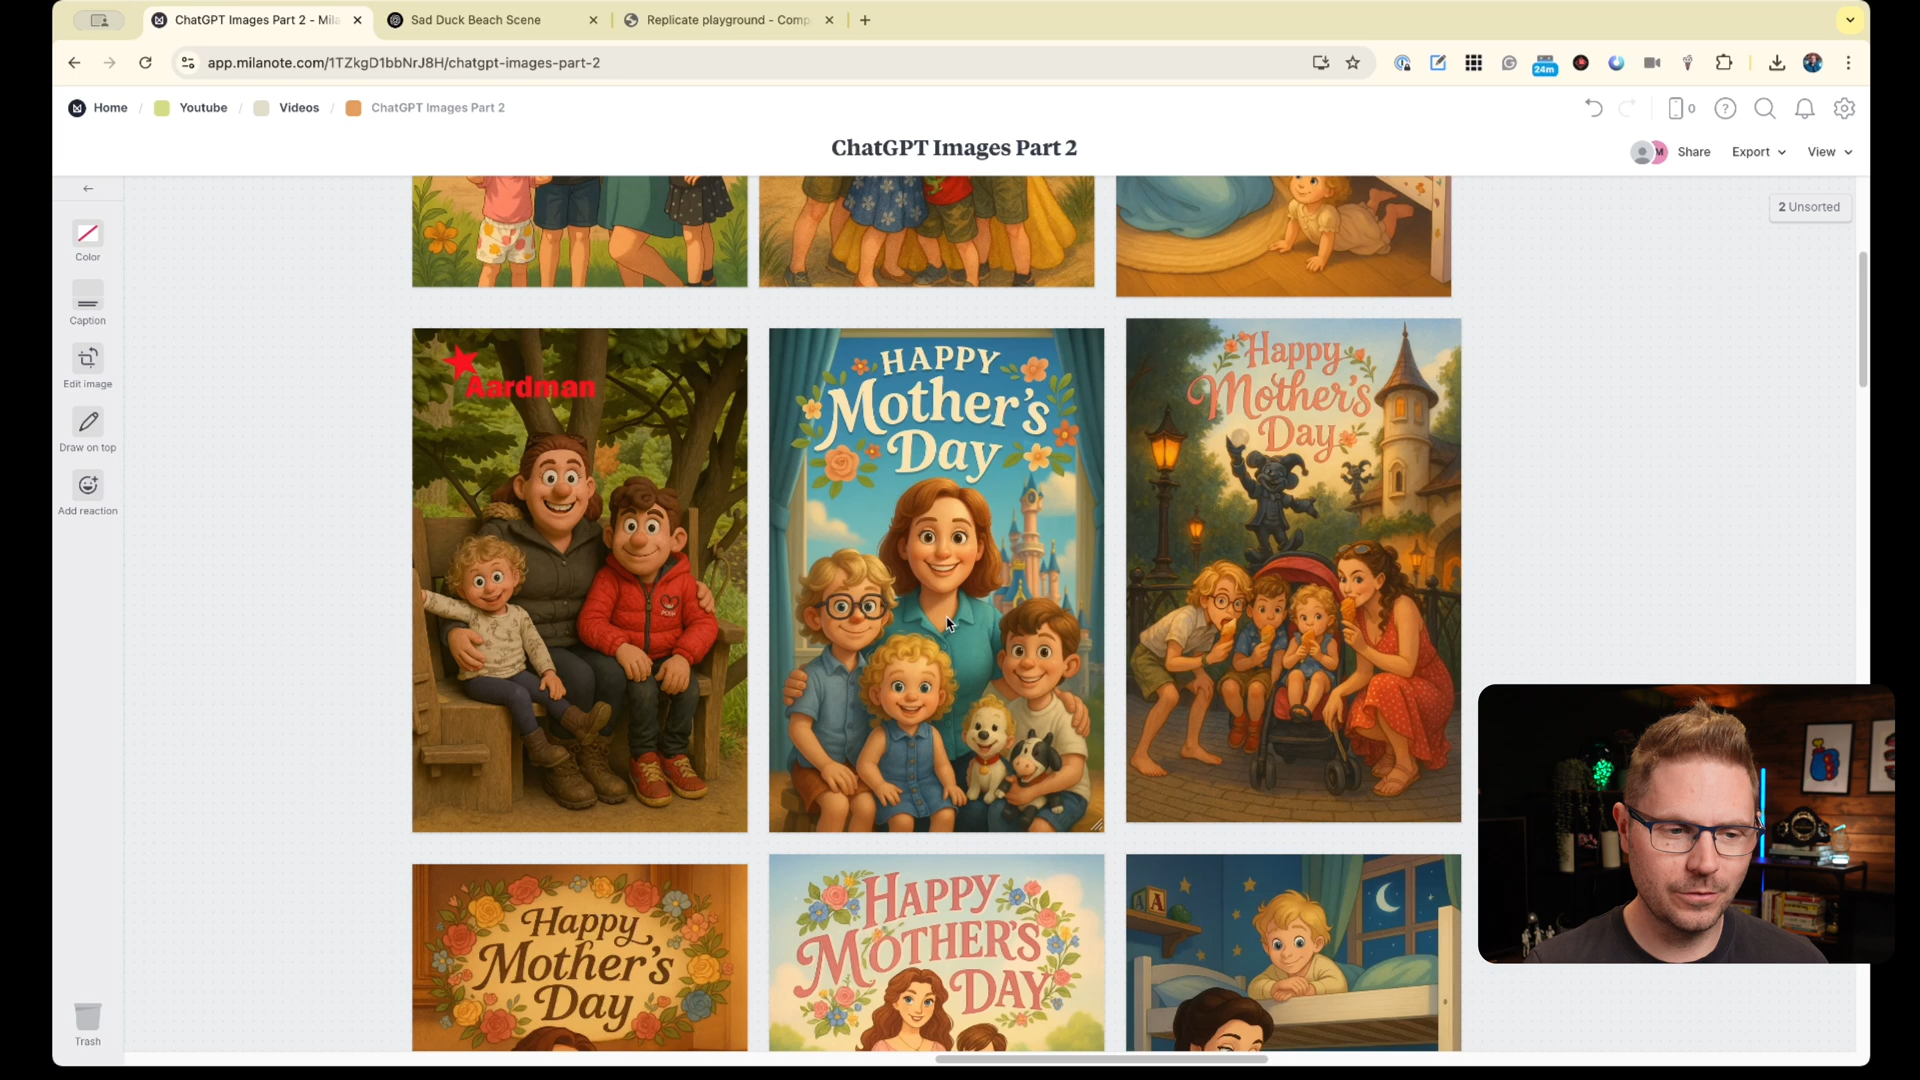 ChatGPT Images Part 2 - Mila
Sad Duck Beach Scene
Replicate playground - Comp
app.milanote.com/1TZkgD1bbNrJ8H/chatgpt-images-part-2
24m
Home / Youtube / Videos / ChatGPT Images Part 2
0
ChatGPT Images Part 2
M
Share
Export
View
2 Unsorted
Color
Caption
Edit image
Draw on top
Add reaction
Trash
Aardman
HAPPY
Mother's
Day
Happy
Mother's
Day
Happy
Mother's
Day
HAPPY
MOTHER'S
DAY
A A